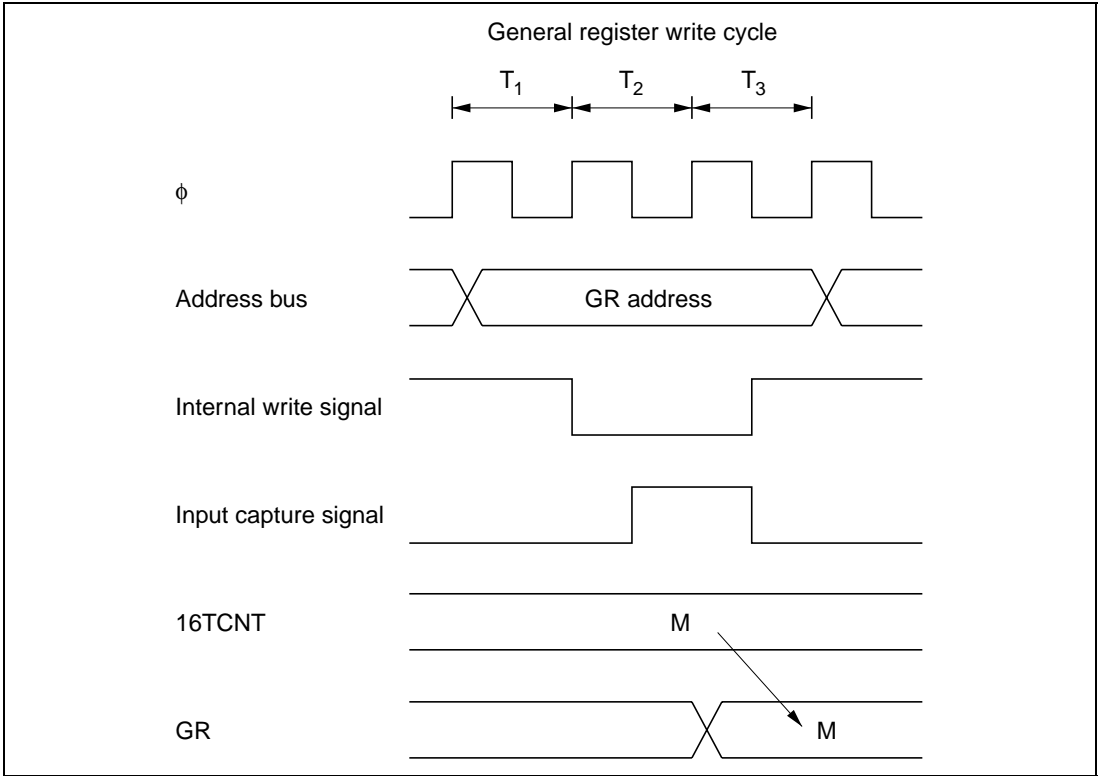 General register write cycle
T1 T2 T3
φ
Address bus GR address
Internal write signal
Input capture signal
16TCNT M
GR M